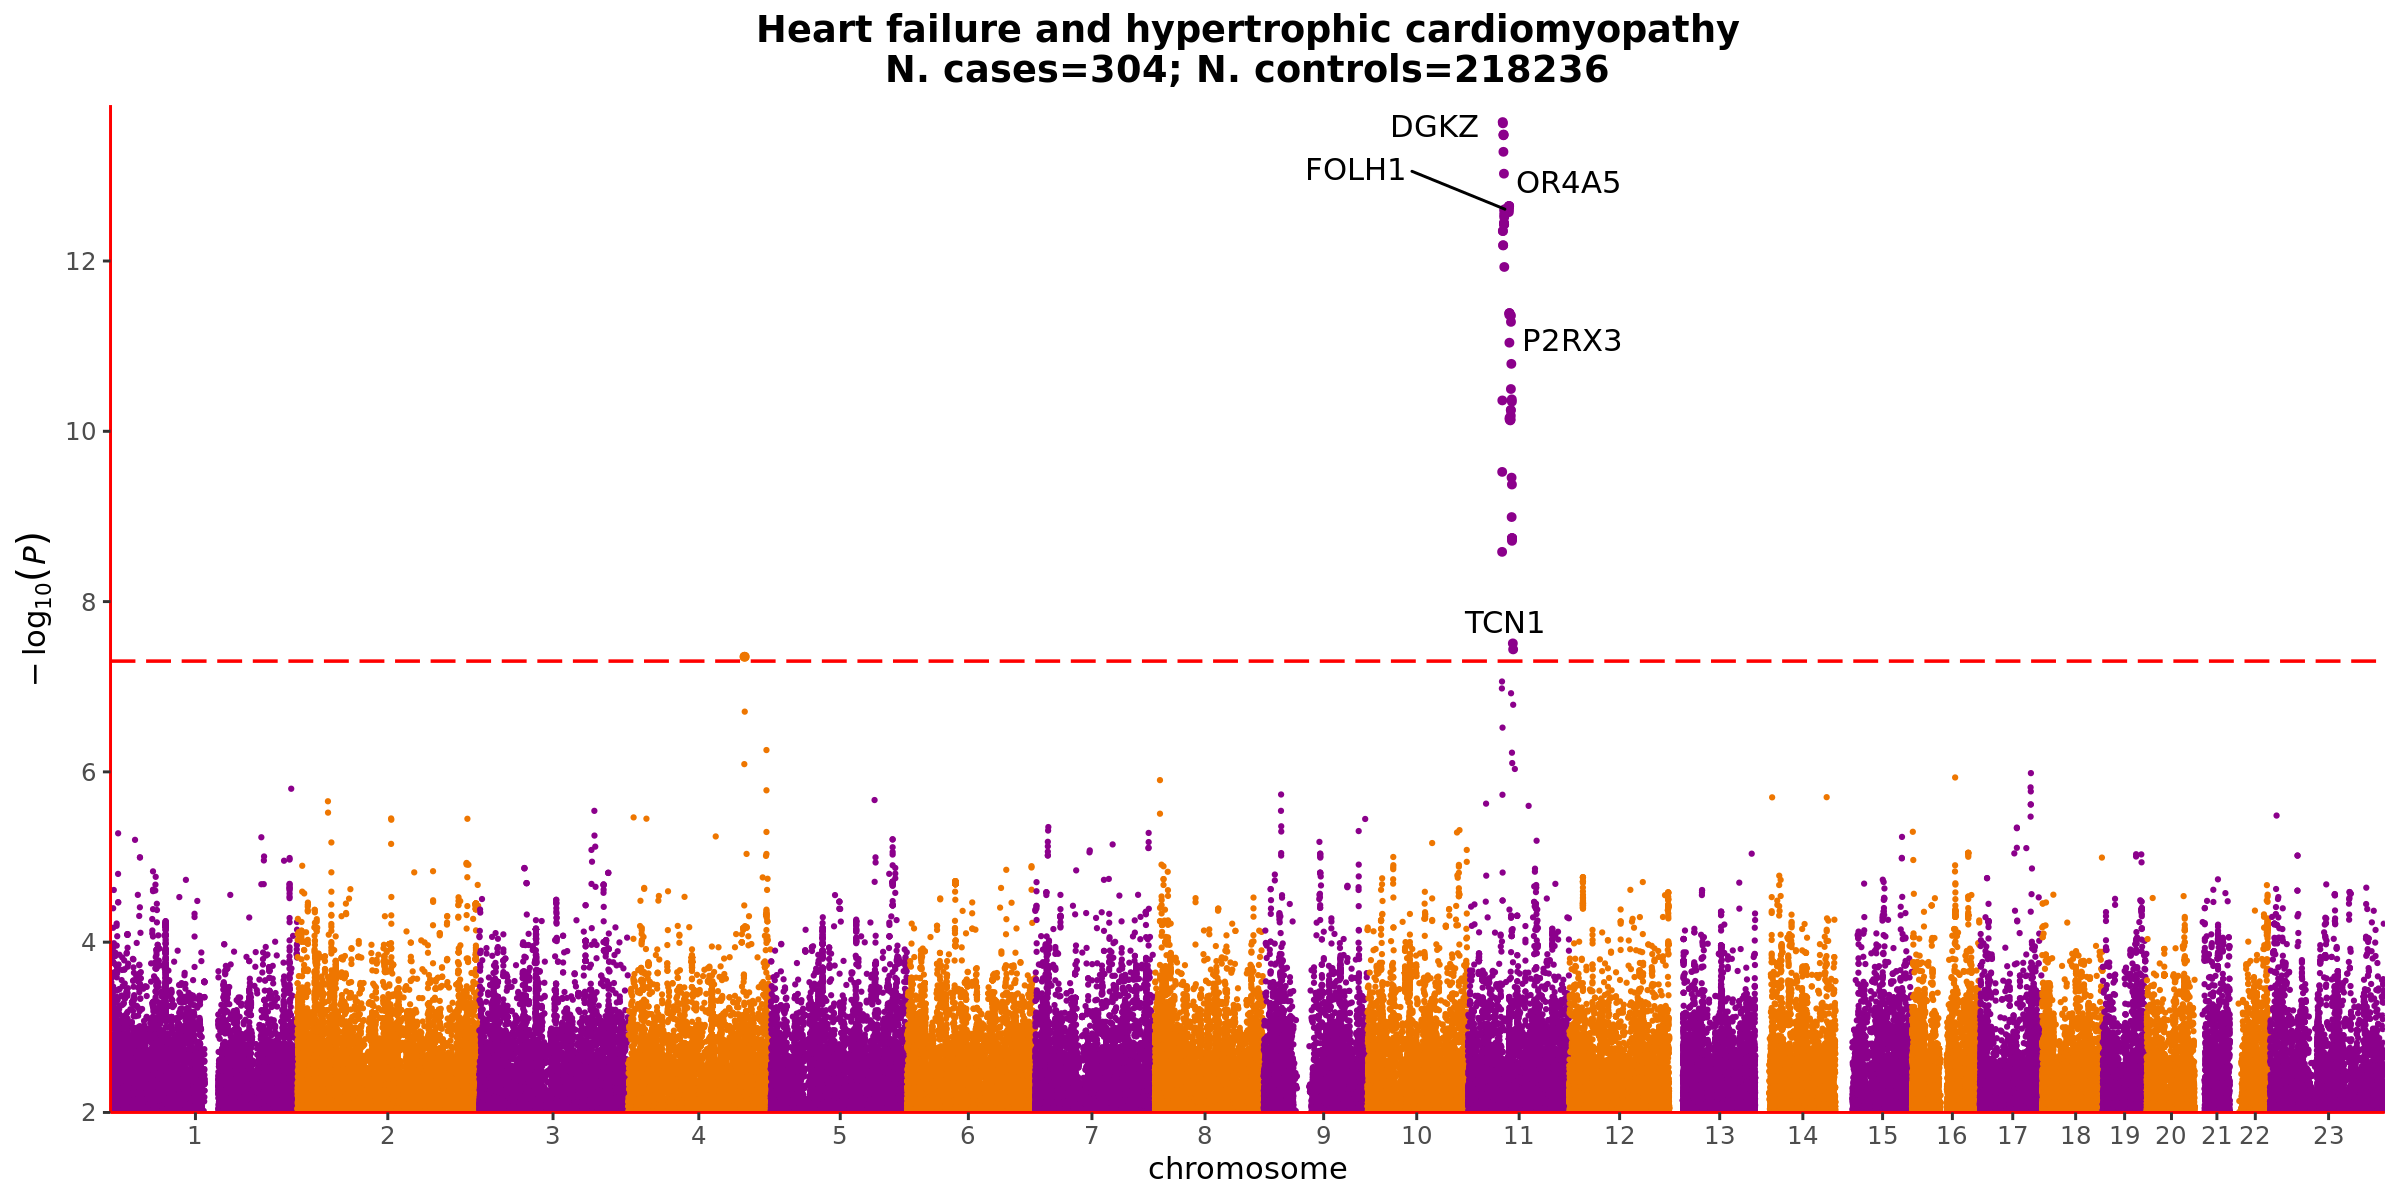 Heart failure and hypertrophic cardiomyopathy
N. cases=304; N. controls=218236
DGKZ
FOLH1
OR4A5
P2RX3
TCN1
12
10
8
6
4
2
−log10(P)
1 2 3 4 5 6 7 8 9 10 11 12 13 14 15 16 17 18 19 20 21 22 23
chromosome